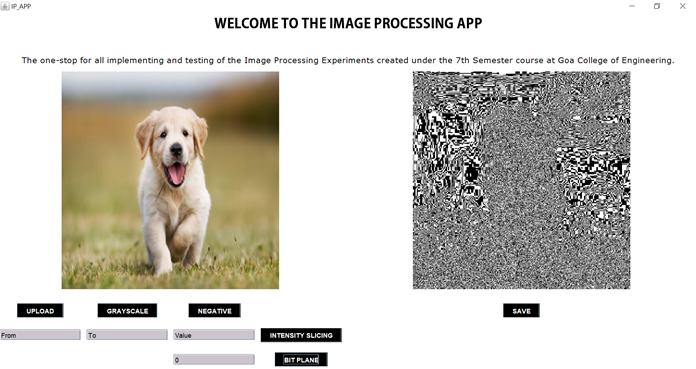 IP_APP
WELCOME TO THE IMAGE PROCESSING APP
The one-stop for all implementing and testing of the Image Processing Experiments created under the 7th Semester course at Goa College of Engineering.
UPLOAD GRAYSCALE NEGATIVE SAVE
From To Value INTENSITY SLICING
0 BIT PLANE